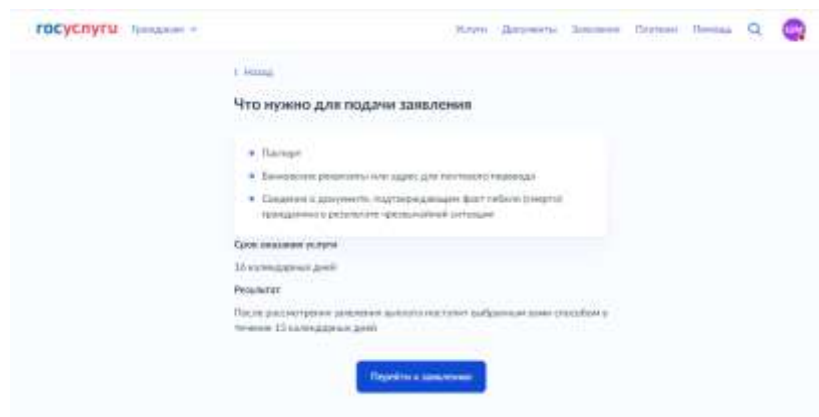 госуслуги Гражданам
Услуги Документы Заявления Платежи Помощь
Назад
Что нужно для подачи заявления
Паспорт
Банковские реквизиты или адрес для почтового перевода
Сведения о документе, подтверждающем факт гибели (смерти)
гражданина в результате чрезвычайной ситуации
Срок оказания услуги
16 календарных дней
Результат
После рассмотрения заявления выплата поступит выбранным вами способом в
течение 15 календарных дней
Перейти к заявлению